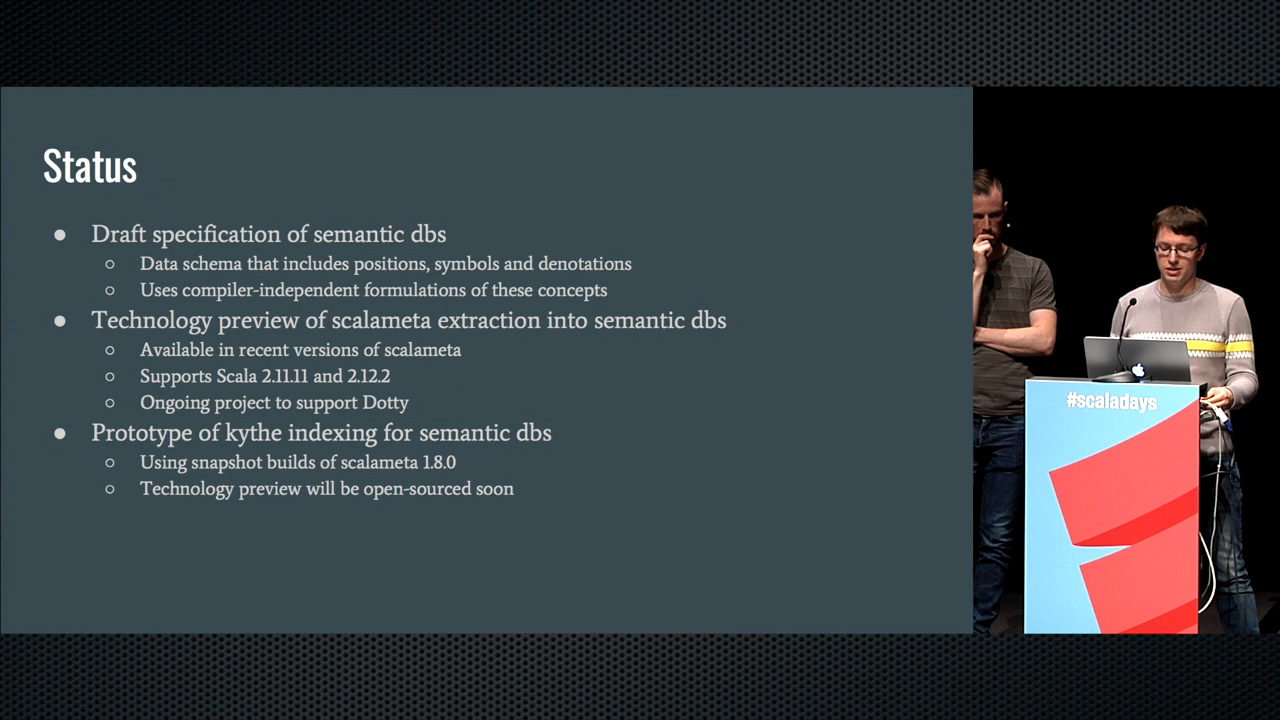 Status
● Draft specification of semantic dbs
○ Data schema that includes positions, symbols and denotations
○ Uses compiler-independent formulations of these concepts
● Technology preview of scalameta extraction into semantic dbs
○ Available in recent versions of scalameta
○ Supports Scala 2.11.11 and 2.12.2
○ Ongoing project to support Dotty
● Prototype of kythe indexing for semantic dbs
○ Using snapshot builds of scalameta 1.8.0
○ Technology preview will be open-sourced soon
#scaladays